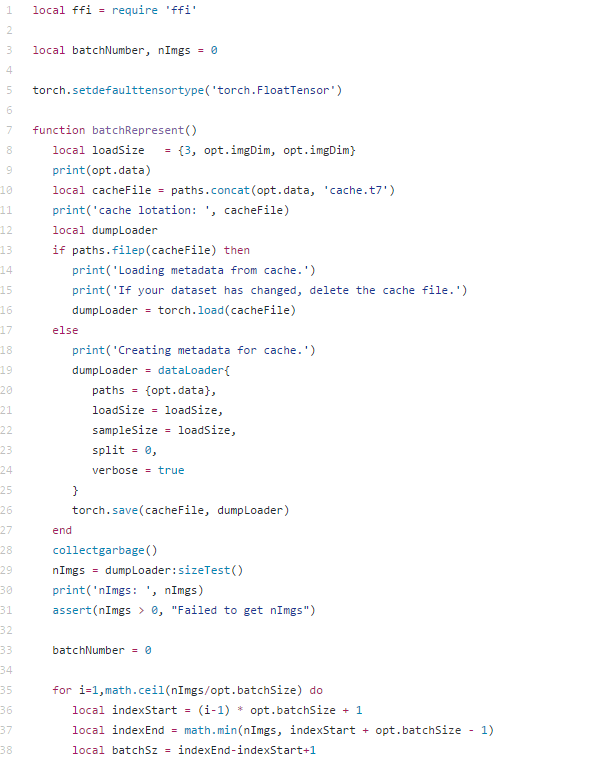 1 local ffi = require 'ffi'
2
3 local batchNumber, nImgs = 0
4
5 torch.setdefaulttensortype('torch.FloatTensor')
6
7 function batchRepresent()
8 local loadSize   = {3, opt.imgDim, opt.imgDim}
9 print(opt.data)
10 local cacheFile = paths.concat(opt.data, 'cache.t7')
11 print('cache lotation: ', cacheFile)
12 local dumpLoader
13 if paths.filep(cacheFile) then
14 print('Loading metadata from cache.')
15 print('If your dataset has changed, delete the cache file.')
16 dumpLoader = torch.load(cacheFile)
17 else
18 print('Creating metadata for cache.')
19 dumpLoader = dataLoader{
20 paths = {opt.data},
21 loadSize = loadSize,
22 sampleSize = loadSize,
23 split = 0,
24 verbose = true
25 }
26 torch.save(cacheFile, dumpLoader)
27 end
28 collectgarbage()
29 nImgs = dumpLoader:sizeTest()
30 print('nImgs: ', nImgs)
31 assert(nImgs > 0, "Failed to get nImgs")
32
33 batchNumber = 0
34
35 for i=1,math.ceil(nImgs/opt.batchSize) do
36 local indexStart = (i-1) * opt.batchSize + 1
37 local indexEnd = math.min(nImgs, indexStart + opt.batchSize - 1)
38 local batchSz = indexEnd-indexStart+1